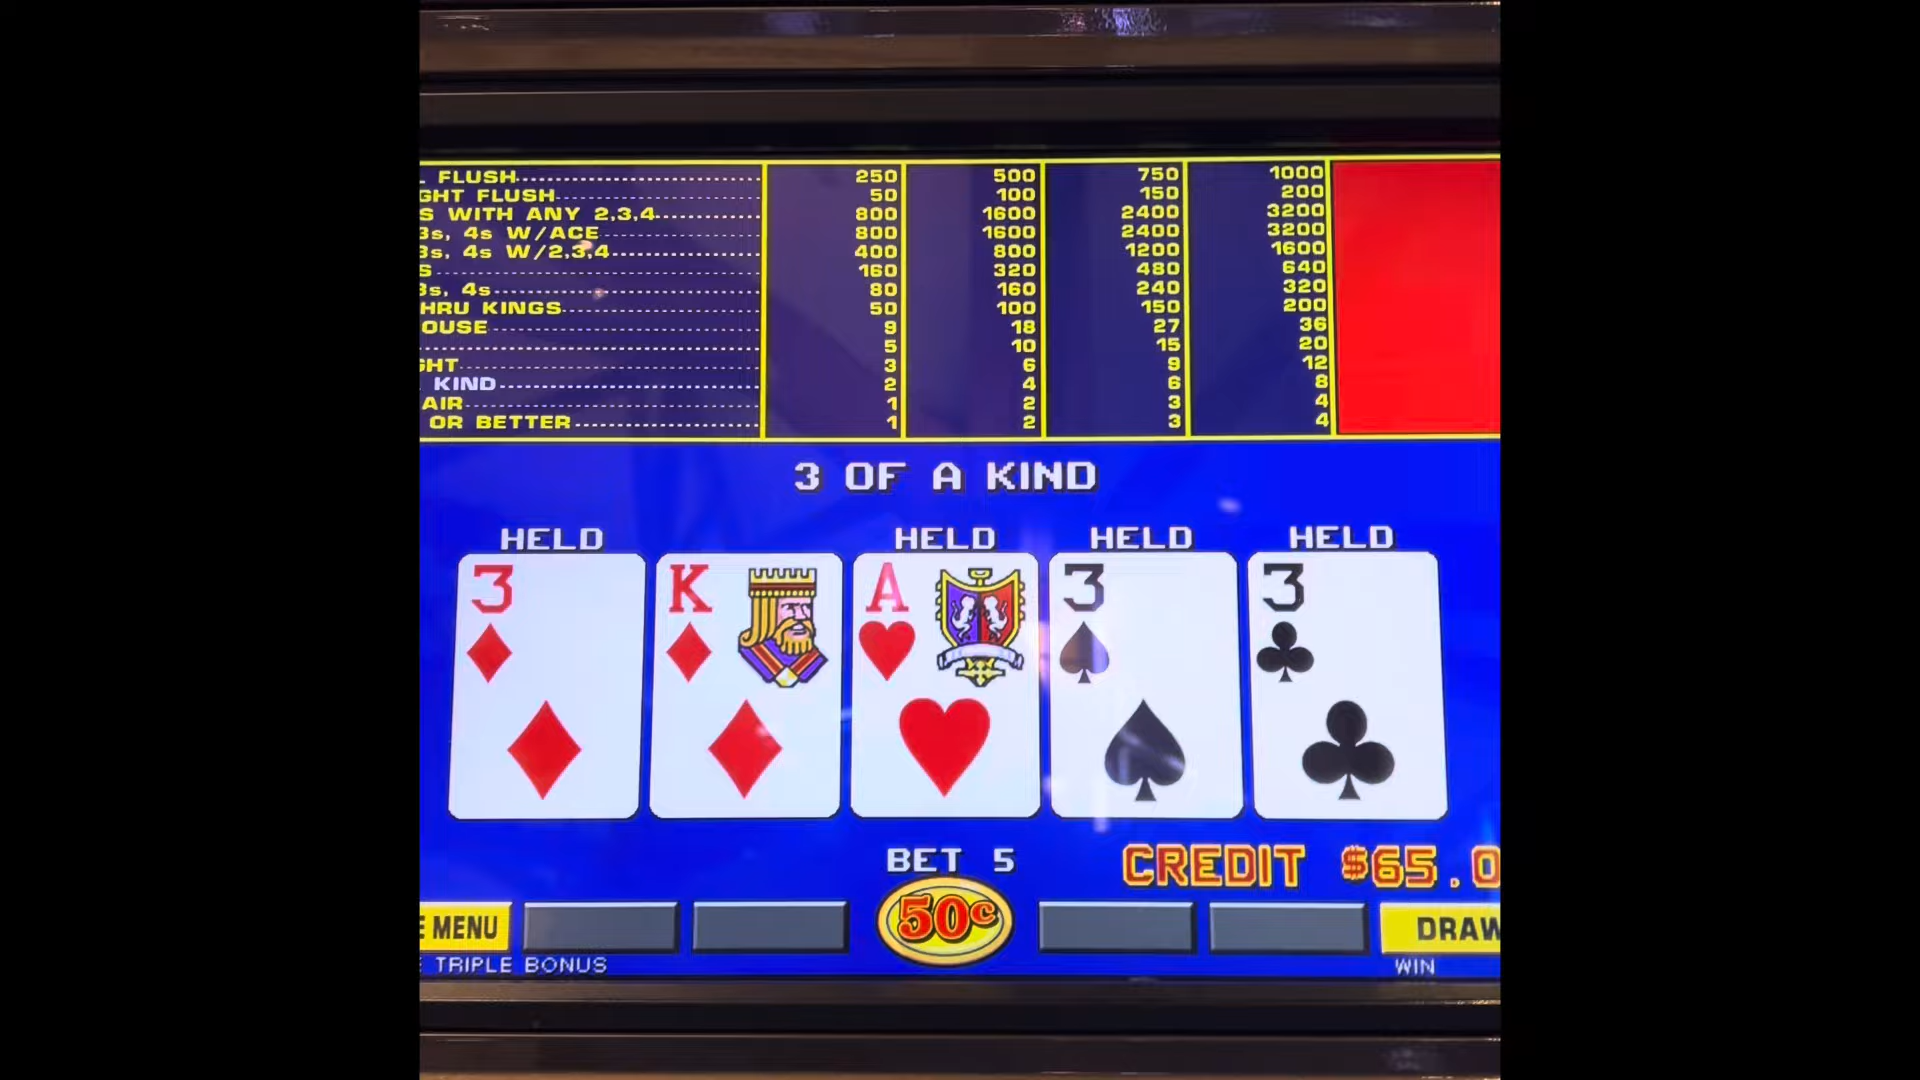 L FLUSH 250 500 750 1000
GHT FLUSH 50 100 150 200
S WITH ANY 2,3,4 800 1600 2400 3200
3s, 4s W/ACE 800 1600 2400 3200
3s, 4s W/2,3,4 400 800 1200 1600
S 160 320 480 640
3s, 4s 80 160 240 320
HRU KINGS 50 100 150 200
OUSE 9 18 27 36
5 10 15 20
GHT 3 6 9 12
KIND 2 4 6 8
AIR 1 2 3 4
OR BETTER 1 2 3 4
3 OF A KIND
HELD HELD HELD HELD
3 K A 3 3
BET 5 CREDIT $65.0
E MENU 50¢ DRAW
E TRIPLE BONUS WIN